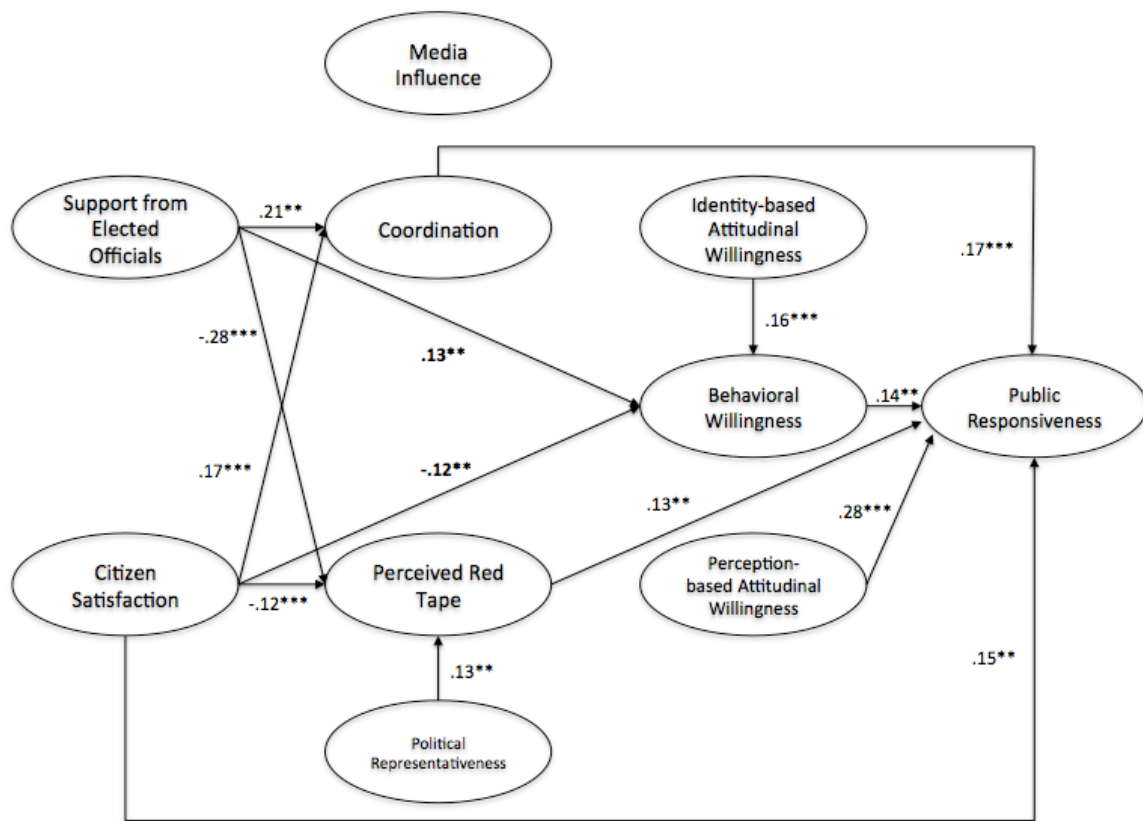 Media
Influence
Support from
Elected
Officials
.21**
Coordination
Identity-based
Attitudinal
Willingness
.17***
-.28***
.16***
.13**
Behavioral
Willingness
.14**
Public
Responsiveness
.17***
-.12**
.13**
.28***
Citizen
Satisfaction
-.12***
Perceived Red
Tape
Perception-
based Attitudinal
Willingness
.13**
.15**
Political
Representativeness